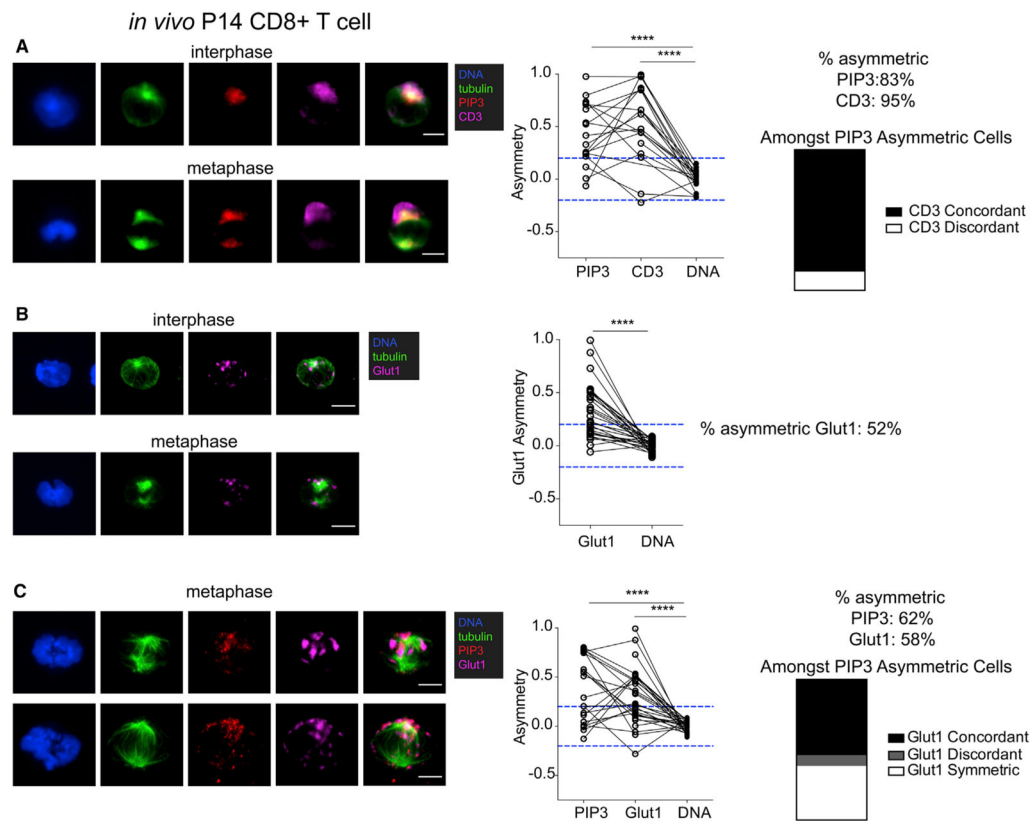 in vivo P14 CD8+ T cell
A
interphase
DNA
tubulin
PIP3
CD3
metaphase
****
****
1.0
0.5
0.0
-0.5
Asymmetry
PIP3 CD3 DNA
% asymmetric
PIP3:83%
CD3: 95%
Amongst PIP3 Asymmetric Cells
CD3 Concordant
CD3 Discordant
B
interphase
DNA
tubulin
Glut1
metaphase
****
1.0
0.5
0.0
-0.5
Glut1 Asymmetry
Glut1 DNA
% asymmetric Glut1: 52%
C
metaphase
DNA
tubulin
PIP3
Glut1
****
****
1.0
0.5
0.0
-0.5
Asymmetry
PIP3 Glut1 DNA
% asymmetric
PIP3: 62%
Glut1: 58%
Amongst PIP3 Asymmetric Cells
Glut1 Concordant
Glut1 Discordant
Glut1 Symmetric